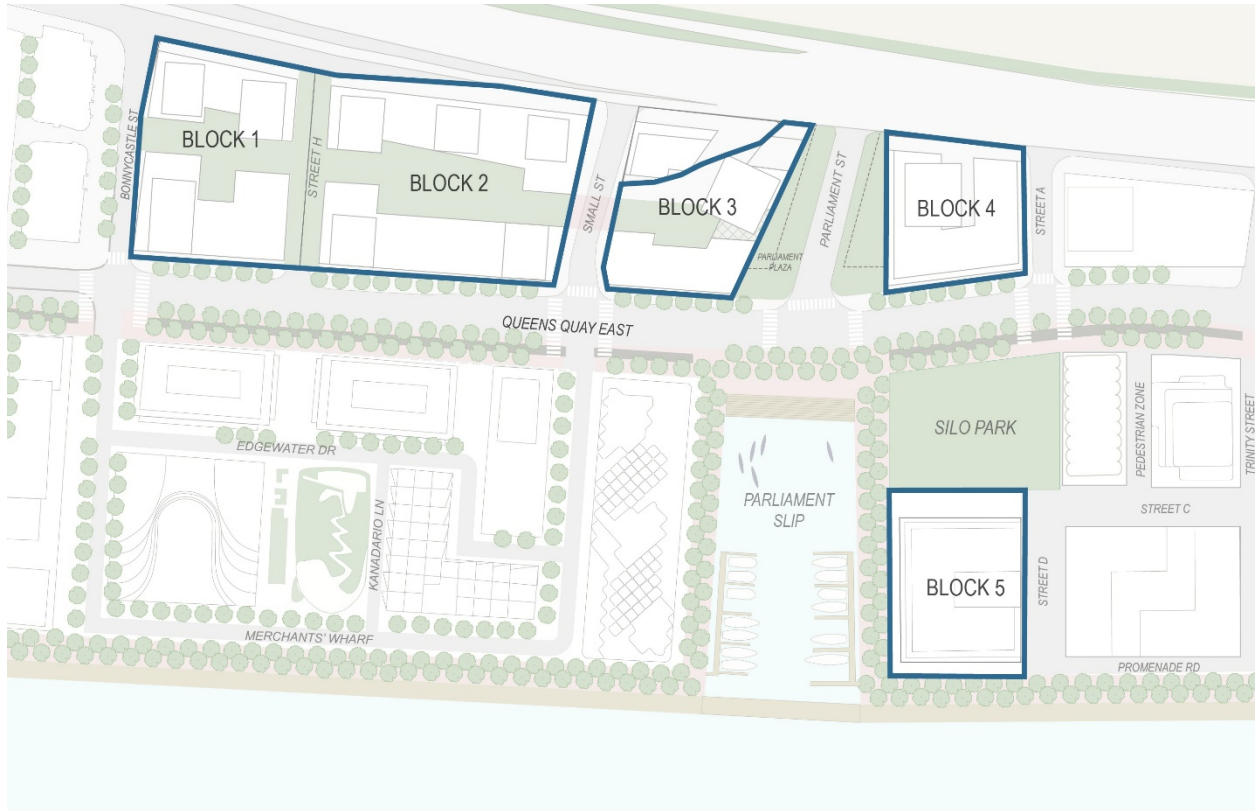 BONNYCASTLE ST
BLOCK 1
STREET H
BLOCK 2
SMALL ST
BLOCK 3
PARLIAMENT
PLAZA
PARLIAMENT ST
BLOCK 4
STREET A
QUEENS QUAY EAST
EDGEWATER DR
KANADARIO LN
MERCHANTS' WHARF
PARLIAMENT
SLIP
SILO PARK
PEDESTRIAN ZONE
TRINITY STREET
STREET C
BLOCK 5
STREET D
PROMENADE RD